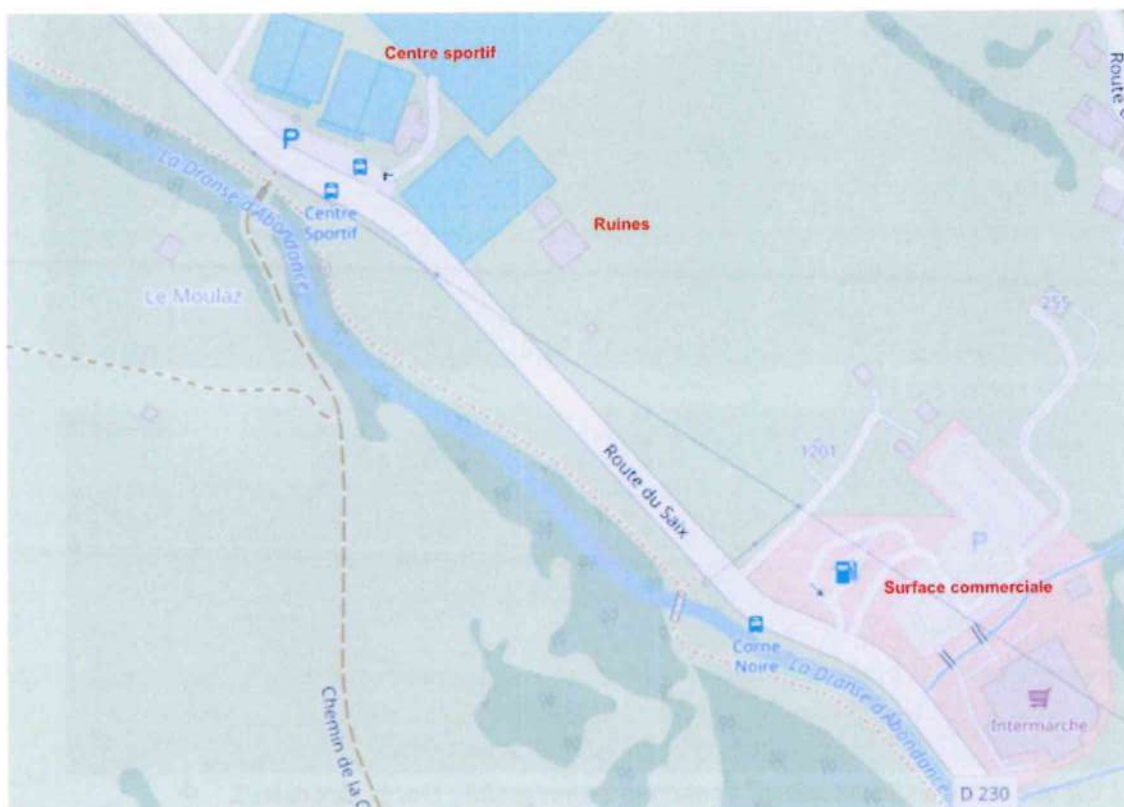 Centre sportif
Route
P
La Dranse d'Abondance
Centre
Sportif
Ruines
Le Moulaz
255
1201
Route du Saix
P
Surface commerciale
Corne
Noire
La Dranse d'Abondance
Intermarche
Chemin de la C
D 230